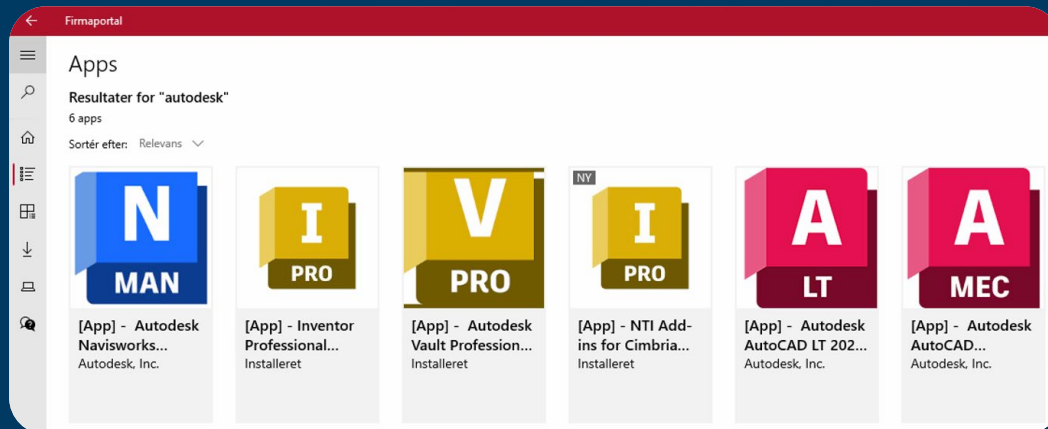 Firmaportal
Apps
Resultater for "autodesk"
6 apps
Sortér efter: Relevans
N
MAN
I
PRO
V
PRO
NY
I
PRO
A
LT
A
MEC
[App] - Autodesk
Navisworks...
Autodesk, Inc.
[App] - Inventor
Professional...
Installeret
[App] - Autodesk
Vault Profession...
Installeret
[App] - NTI Add-
ins for Cimbria...
Installeret
[App] - Autodesk
AutoCAD LT 202...
Autodesk, Inc.
[App] - Autodesk
AutoCAD...
Autodesk, Inc.